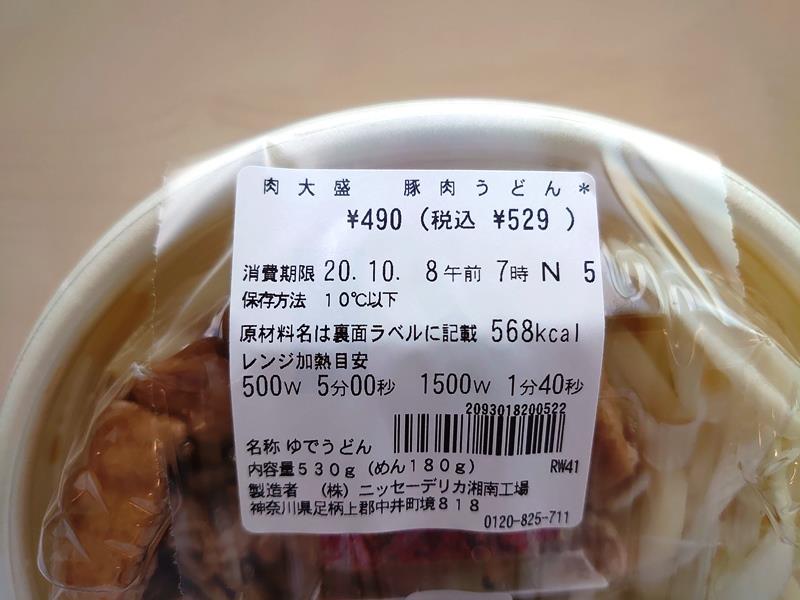 肉大盛 豚肉うどん*
¥490 (税込 ¥529 )
消費期限 20.10. 8午前 7時 N 5
保存方法 10℃以下
原材料名は裏面ラベルに記載 568kcal
レンジ加熱目安
500W 5分00秒 1500W 1分40秒
2093018200522
名称 ゆでうどん
内容量530g (めん180g) RW41
製造者 (株) ニッセーデリカ湘南工場
神奈川県足柄上郡中井町境818
0120-825-711